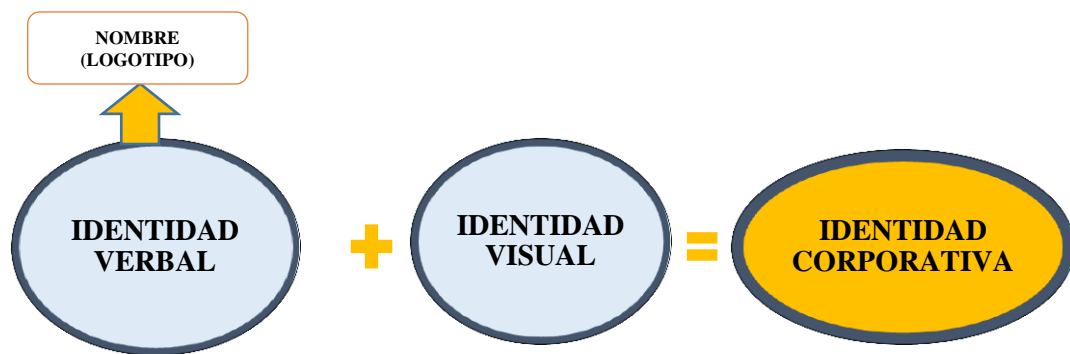 NOMBRE
(LOGOTIPO)
IDENTIDAD
VERBAL
+
IDENTIDAD
VISUAL
=
IDENTIDAD
CORPORATIVA